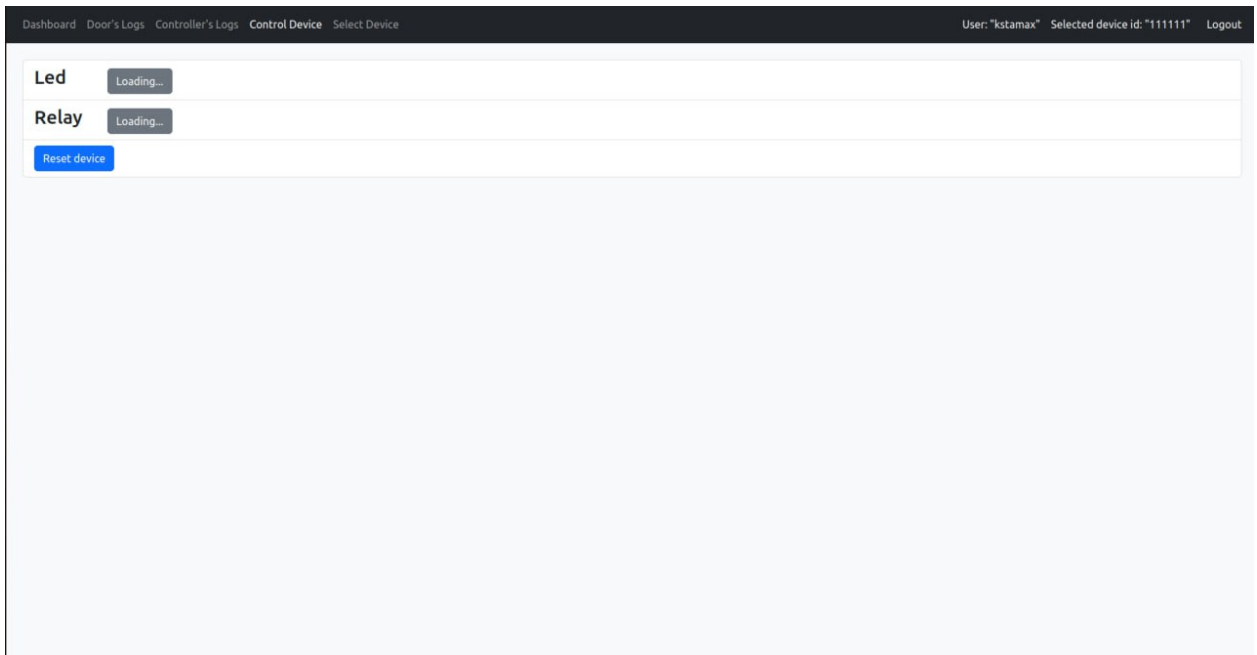 Dashboard Door's Logs Controller's Logs Control Device Select Device User: "kstamax" Selected device id: "111111" Logout
Led Loading...
Relay Loading...
Reset device